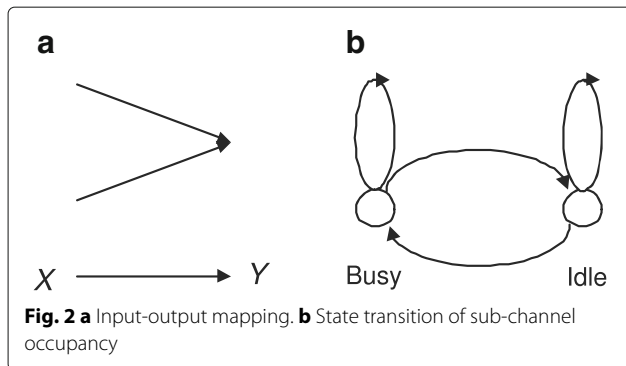 a
b
X
Y
Busy
Idle
Fig. 2 a Input-output mapping. b State transition of sub-channel
occupancy